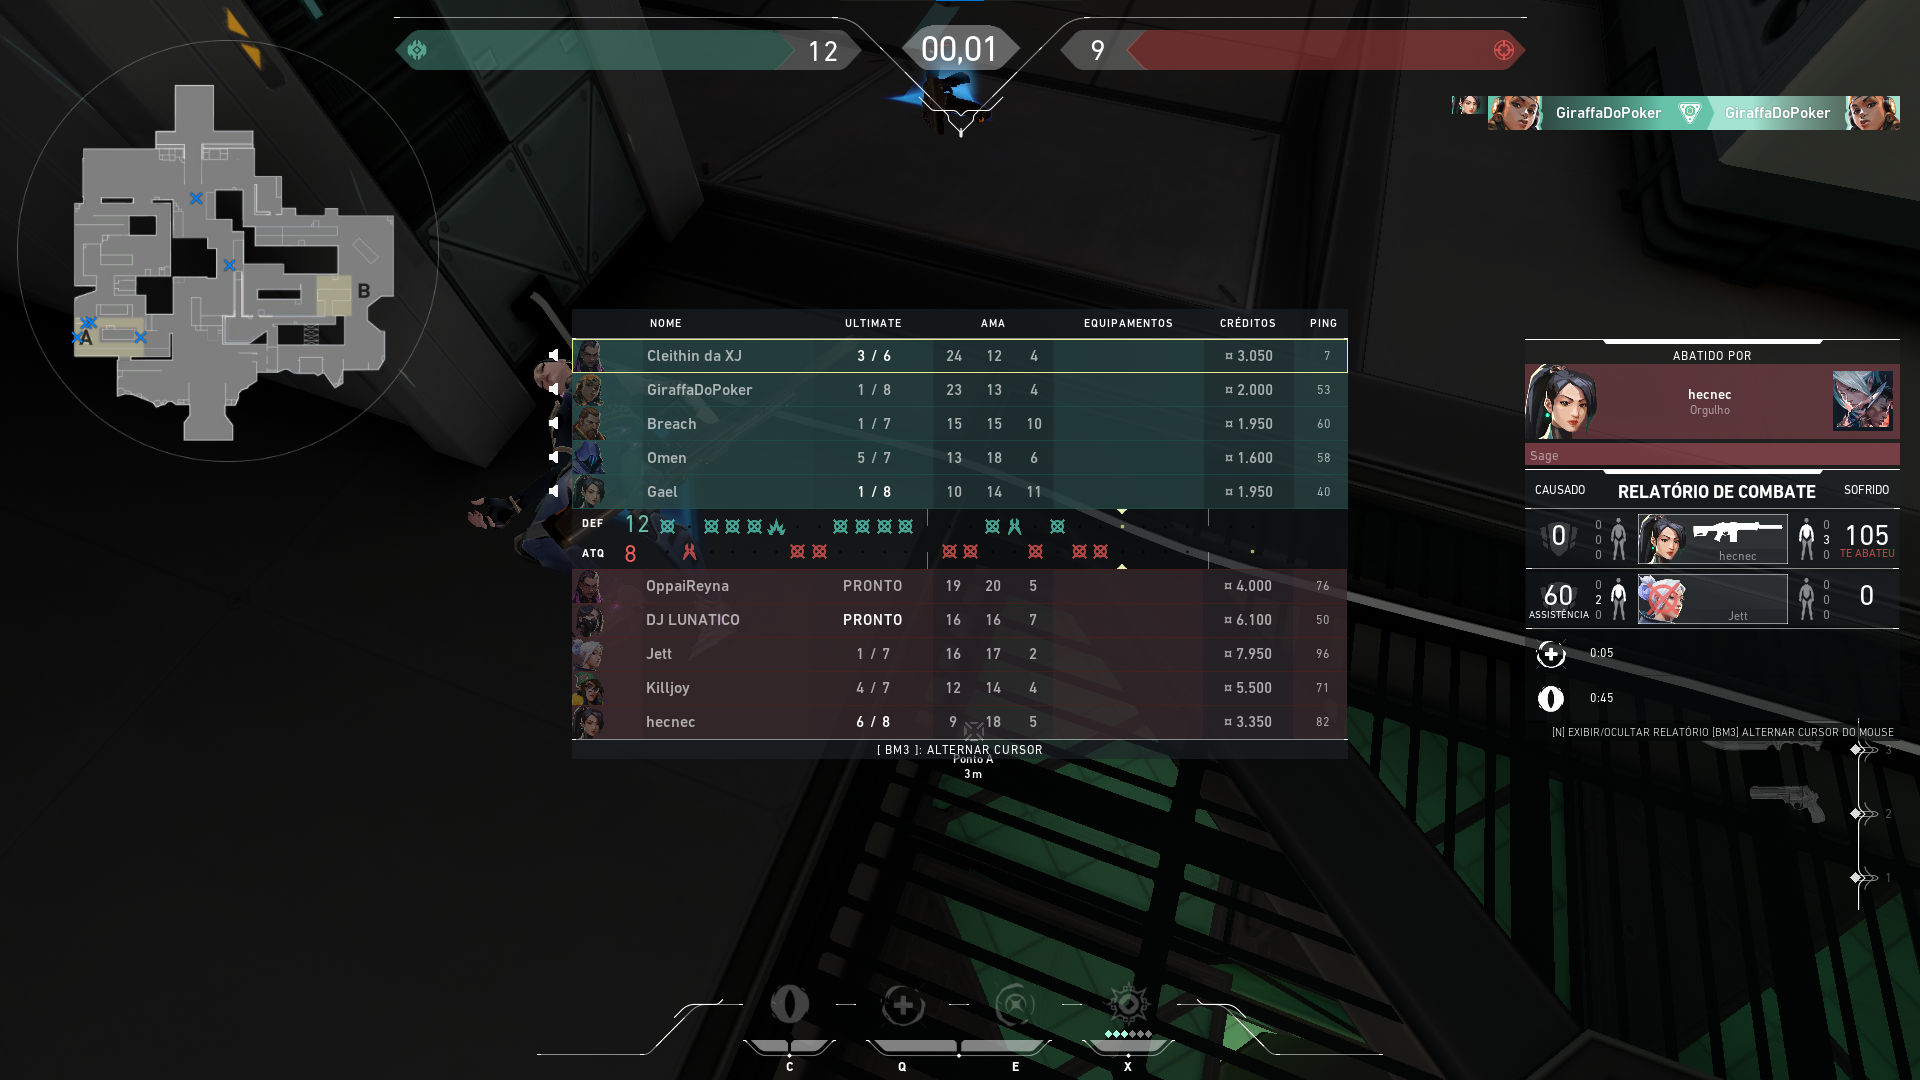 12 00,01 9
GiraffaDoPoker GiraffaDoPoker
A
B
NOME ULTIMATE AMA EQUIPAMENTOS CRÉDITOS PING
Cleithin da XJ 3 / 6 24 12 4 ¤ 3.050 7
GiraffaDoPoker 1 / 8 23 13 4 ¤ 2.000 53
Breach 1 / 7 15 15 10 ¤ 1.950 60
Omen 5 / 7 13 18 6 ¤ 1.600 58
Gael 1 / 8 10 14 11 ¤ 1.950 40
DEF 12
ATQ 8
OppaiReyna PRONTO 19 20 5 ¤ 4.000 76
DJ LUNATICO PRONTO 16 16 7 ¤ 6.100 50
Jett 1 / 7 16 17 2 ¤ 7.950 96
Killjoy 4 / 7 12 14 4 ¤ 5.500 71
hecnec 6 / 8 9 18 5 ¤ 3.350 82
[ BM3 ]: ALTERNAR CURSOR
Ponto A
3m
ABATIDO POR
hecnec
Orgulho
Sage
CAUSADO RELATÓRIO DE COMBATE SOFRIDO
0 0 0 0 hecnec 0 3 0 105
TE ABATEU
60 0 2 0 Jett 0 0 0 0
ASSISTÊNCIA
0:05
0:45
[N] EXIBIR/OCULTAR RELATÓRIO [BM3] ALTERNAR CURSOR DO MOUSE
3
2
1
C Q E X